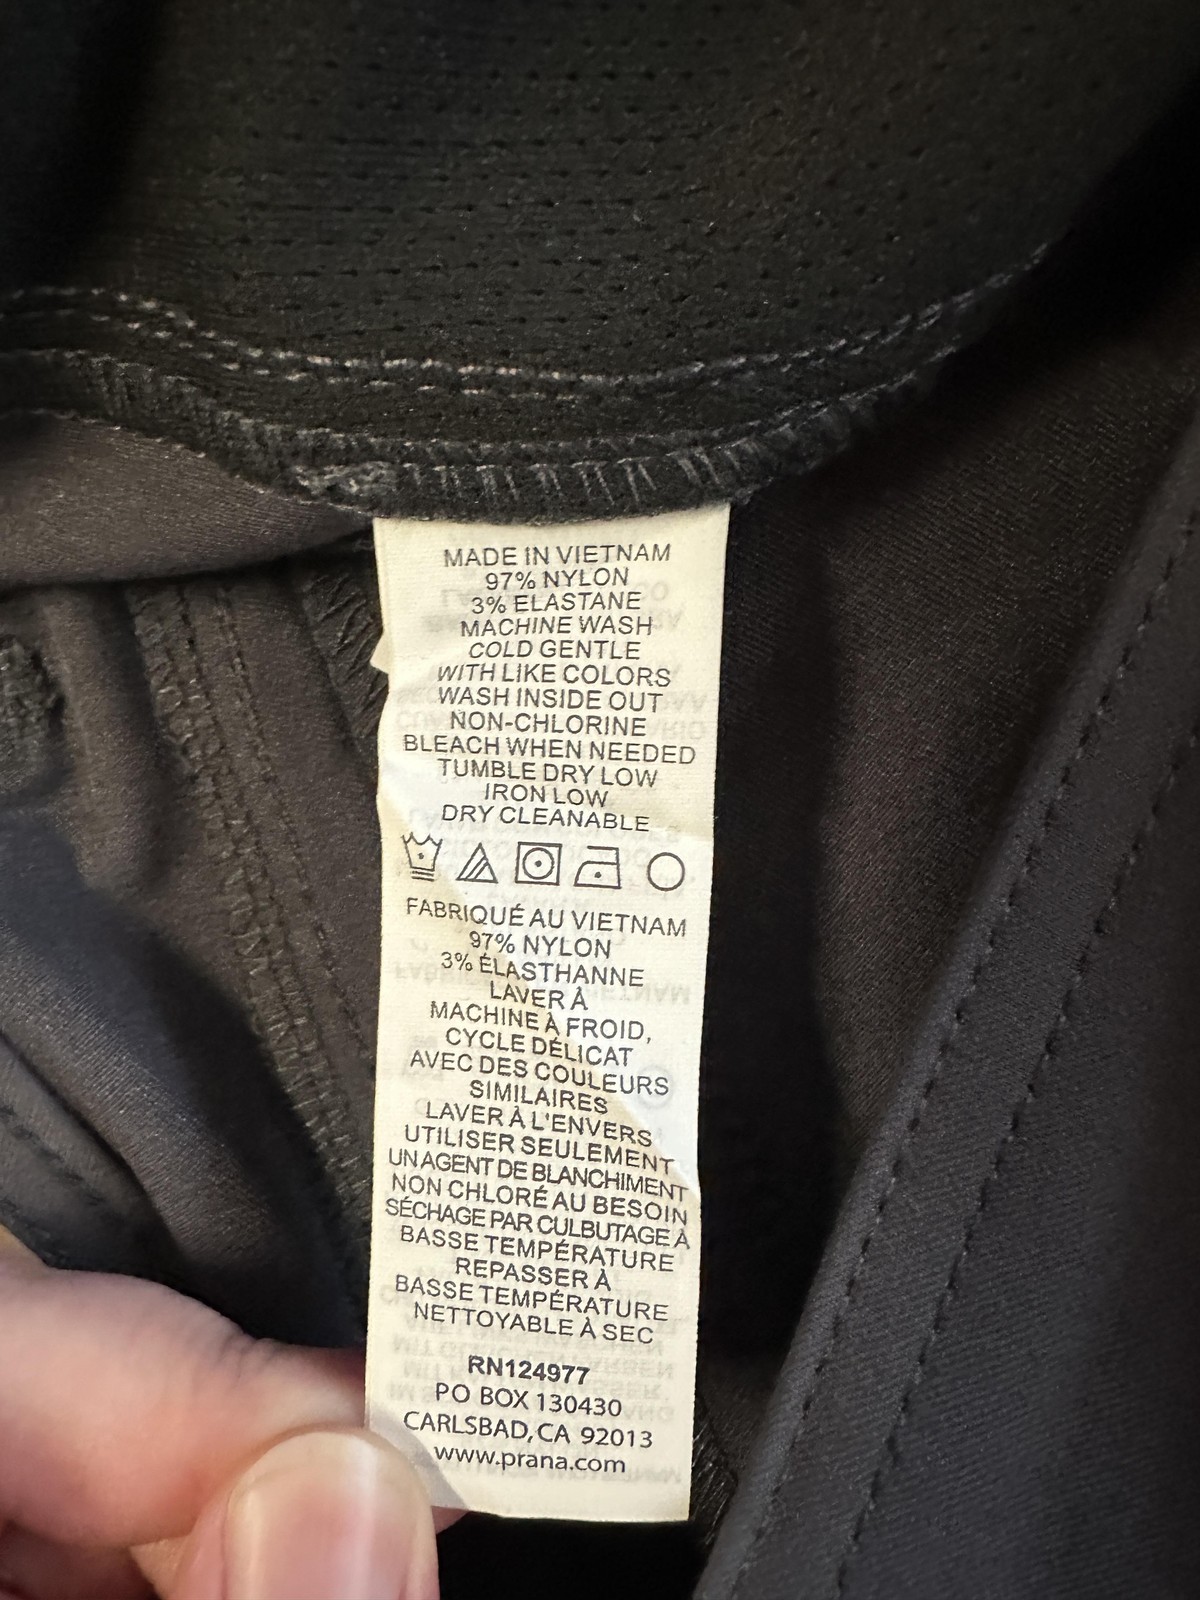 MADE IN VIETNAM
97% NYLON
3% ELASTANE
MACHINE WASH
COLD GENTLE
WITH LIKE COLORS
WASH INSIDE OUT
NON-CHLORINE
BLEACH WHEN NEEDED
TUMBLE DRY LOW
IRON LOW
DRY CLEANABLE
FABRIQUÉ AU VIETNAM
97% NYLON
3% ÉLASTHANNE
LAVER À
MACHINE À FROID,
CYCLE DÉLICAT
AVEC DES COULEURS
SIMILAIRES
LAVER À L'ENVERS
UTILISER SEULEMENT
UN AGENT DE BLANCHIMENT
NON CHLORÉ AU BESOIN
SÉCHAGE PAR CULBUTAGE À
BASSE TEMPÉRATURE
REPASSER À
BASSE TEMPÉRATURE
NETTOYABLE À SEC
RN124977
PO BOX 130430
CARLSBAD, CA 92013
www.prana.com